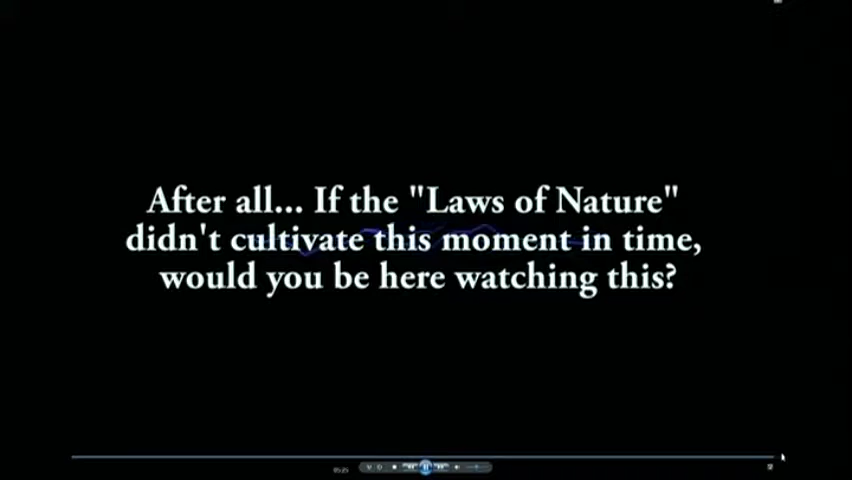 After all... If the "Laws of Nature"
didn't cultivate this moment in time,
would you be here watching this?